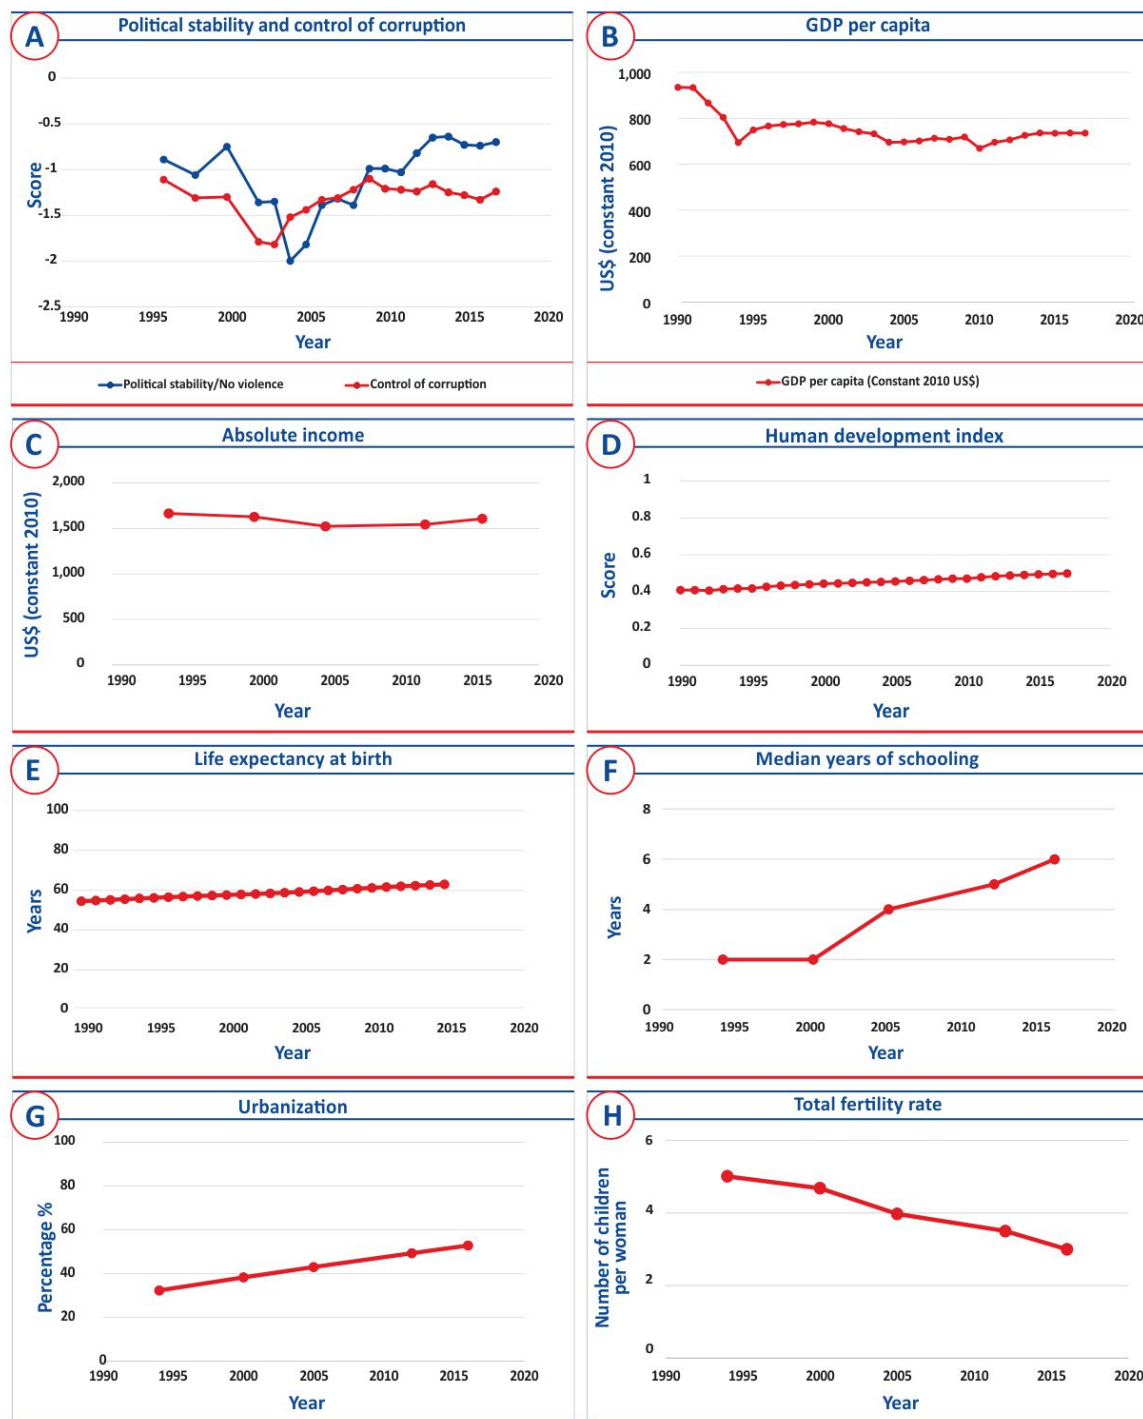 A
Political stability and control of corruption
0
-0.5
-1
-1.5
-2
-2.5
Score
1990 1995 2000 2005 2010 2015 2020
Year
Political stability/No violence Control of corruption
B
GDP per capita
1,000
800
600
400
200
0
US$ (constant 2010)
1990 1995 2000 2005 2010 2015 2020
Year
GDP per capita (Constant 2010 US$)
C
Absolute income
2,000
1,500
1,000
500
0
US$ (constant 2010)
1990 1995 2000 2005 2010 2015 2020
Year
D
Human development index
1
0.8
0.6
0.4
0.2
0
Score
1990 1995 2000 2005 2010 2015 2020
Year
E
Life expectancy at birth
100
80
60
40
20
0
Years
1990 1995 2000 2005 2010 2015 2020
Year
F
Median years of schooling
8
6
4
2
0
Years
1990 1995 2000 2005 2010 2015 2020
Year
G
Urbanization
100
80
60
40
20
0
Percentage %
1990 1995 2000 2005 2010 2015 2020
Year
H
Total fertility rate
6
4
2
0
Number of children
per woman
1990 1995 2000 2005 2010 2015 2020
Year